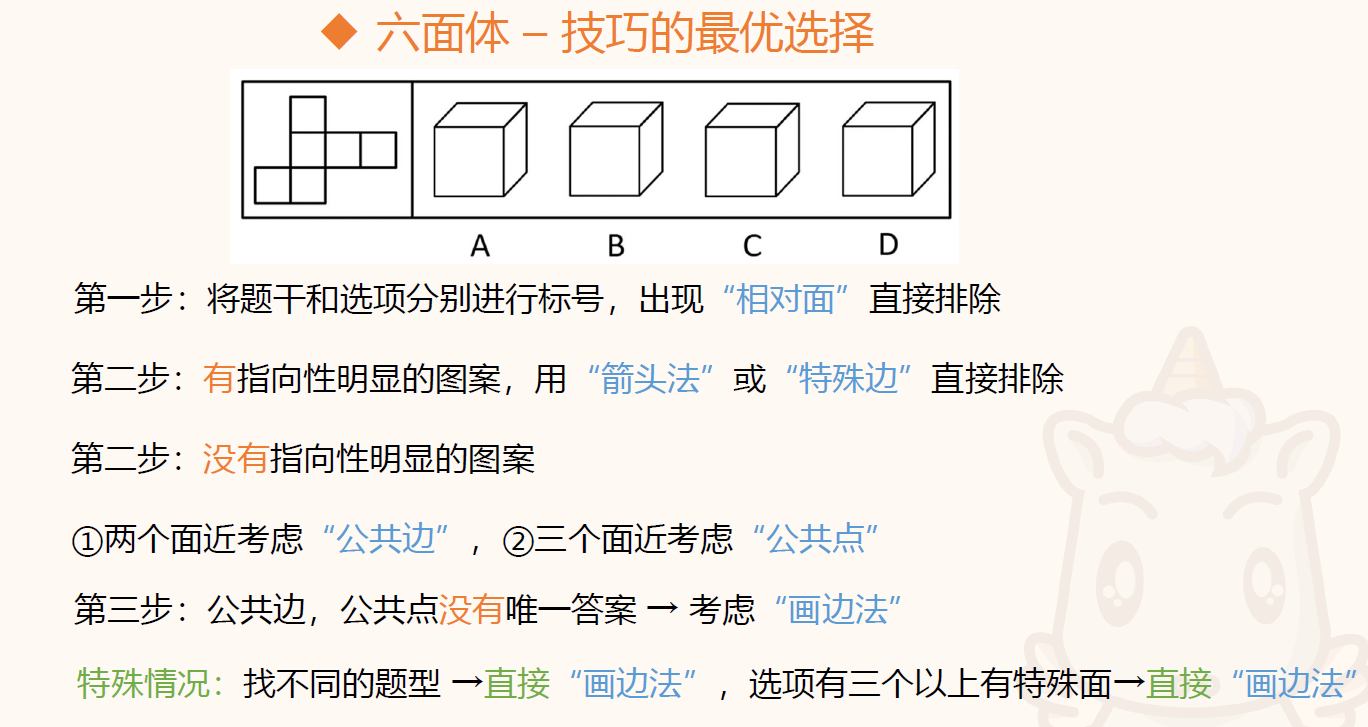 ◆ 六面体 – 技巧的最优选择
A B C D
第一步：将题干和选项分别进行标号，出现“相对面”直接排除
第二步：有指向性明显的图案，用“箭头法”或“特殊边”直接排除
第二步：没有指向性明显的图案
①两个面近考虑“公共边”，②三个面近考虑“公共点”
第三步：公共边，公共点没有唯一答案 → 考虑“画边法”
特殊情况：找不同的题型 →直接“画边法”，选项有三个以上有特殊面→直接“画边法”